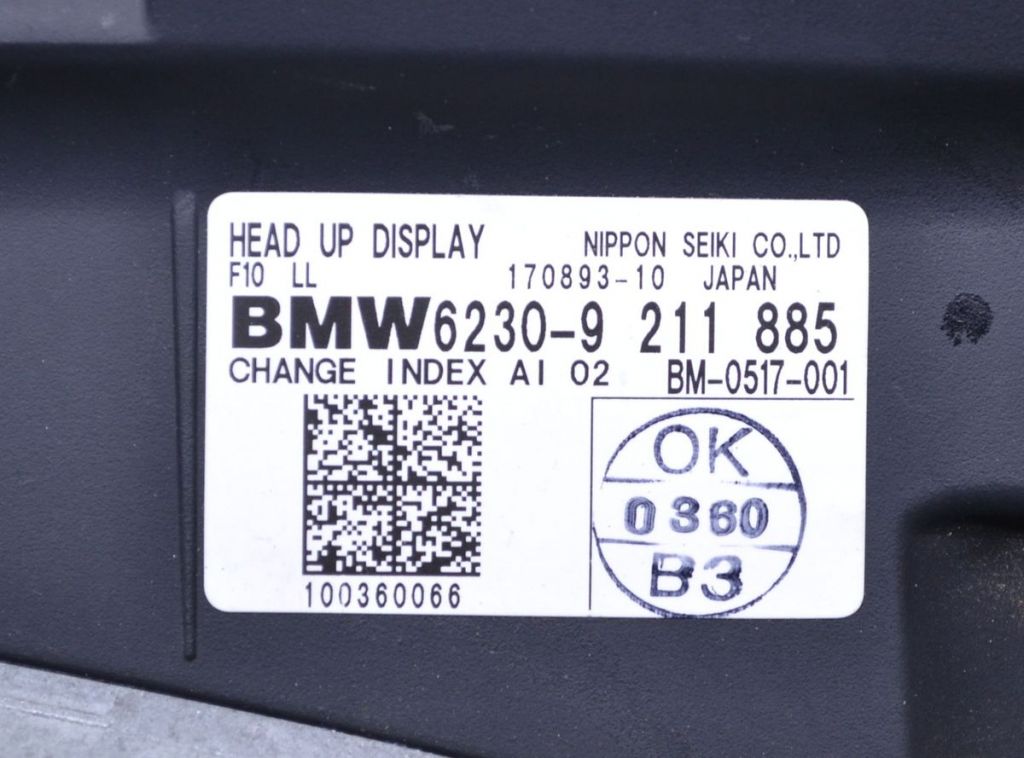 HEAD UP DISPLAY NIPPON SEIKI CO.,LTD
F10 LL 170893-10 JAPAN
BMW6230-9 211 885
CHANGE INDEX AI 02 BM-0517-001
OK
0360
B3
100360066